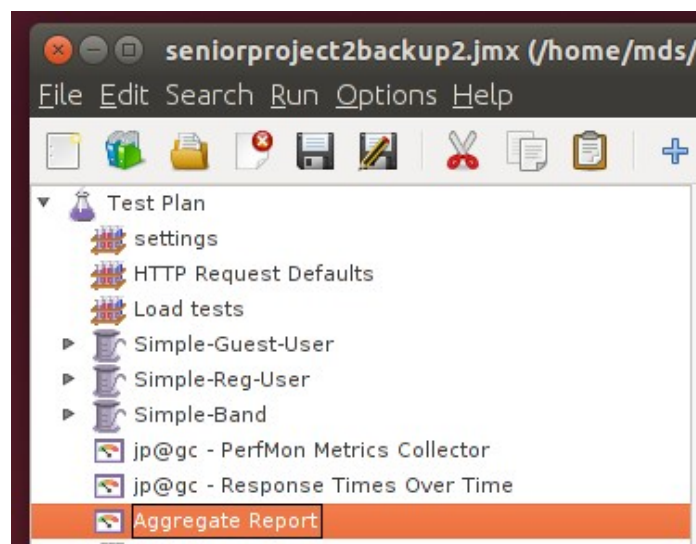 seniorproject2backup2.jmx (/home/mds/
File Edit Search Run Options Help
Test Plan
settings
HTTP Request Defaults
Load tests
Simple-Guest-User
Simple-Reg-User
Simple-Band
jp@gc - PerfMon Metrics Collector
jp@gc - Response Times Over Time
Aggregate Report